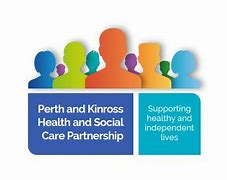 Perth and Kinross
Health and Social
Care Partnership
Supporting
healthy and
independent
lives